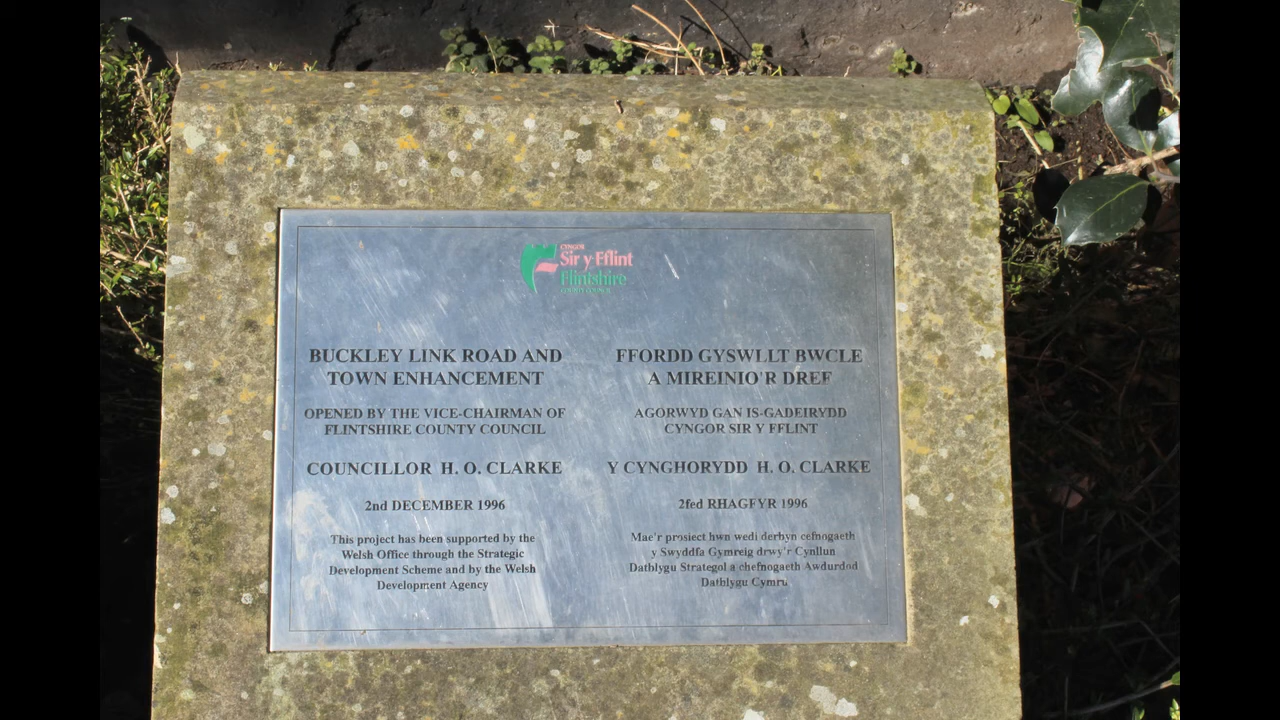 CYNGOR
Sir y Fflint
Flintshire
COUNTY COUNCIL
BUCKLEY LINK ROAD AND
TOWN ENHANCEMENT
OPENED BY THE VICE-CHAIRMAN OF
FLINTSHIRE COUNTY COUNCIL
COUNCILLOR H. O. CLARKE
2nd DECEMBER 1996
This project has been supported by the
Welsh Office through the Strategic
Development Scheme and by the Welsh
Development Agency
FFORDD GYSWLLT BWCLE
A MIREINIO'R DREF
AGORWYD GAN IS-GADEIRYDD
CYNGOR SIR Y FFLINT
Y CYNGHORYDD H. O. CLARKE
2fed RHAGFYR 1996
Mae'r prosiect hwn wedi derbyn cefnogaeth
y Swyddfa Gymreig drwy'r Cynllun
Datblygu Strategol a chefnogaeth Awdurdod
Datblygu Cymru